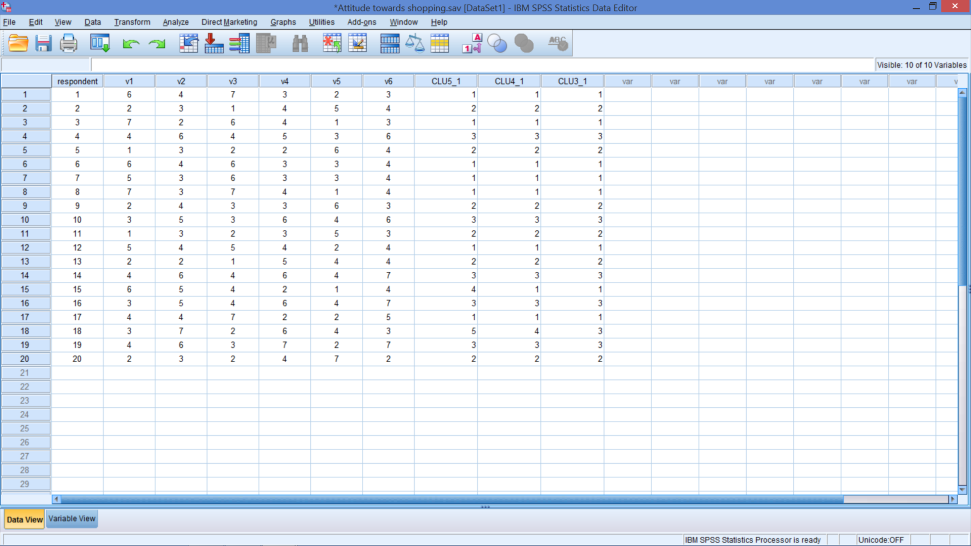 *Attitude towards shopping.sav [DataSet1] - IBM SPSS Statistics Data Editor
File Edit View Data Transform Analyze Direct Marketing Graphs Utilities Add-ons Window Help
Visible: 10 of 10 Variables
respondent v1 v2 v3 v4 v5 v6 CLU5_1 CLU4_1 CLU3_1 var var var var var var var v
1 1 6 4 7 3 2 3 1 1 1
2 2 2 3 1 4 5 4 2 2 2
3 3 7 2 6 4 1 3 1 1 1
4 4 4 6 4 5 3 6 3 3 3
5 5 1 3 2 2 6 4 2 2 2
6 6 6 4 6 3 3 4 1 1 1
7 7 5 3 6 3 3 4 1 1 1
8 8 7 3 7 4 1 4 1 1 1
9 9 2 4 3 3 6 3 2 2 2
10 10 3 5 3 6 4 6 3 3 3
11 11 1 3 2 3 5 3 2 2 2
12 12 5 4 5 4 2 4 1 1 1
13 13 2 2 1 5 4 4 2 2 2
14 14 4 6 4 6 4 7 3 3 3
15 15 6 5 4 2 1 4 4 1 1
16 16 3 5 4 6 4 7 3 3 3
17 17 4 4 7 2 2 5 1 1 1
18 18 3 7 2 6 4 3 5 4 3
19 19 4 6 3 7 2 7 3 3 3
20 20 2 3 2 4 7 2 2 2 2
21
22
23
24
25
26
27
28
29
Data View Variable View
IBM SPSS Statistics Processor is ready Unicode:OFF